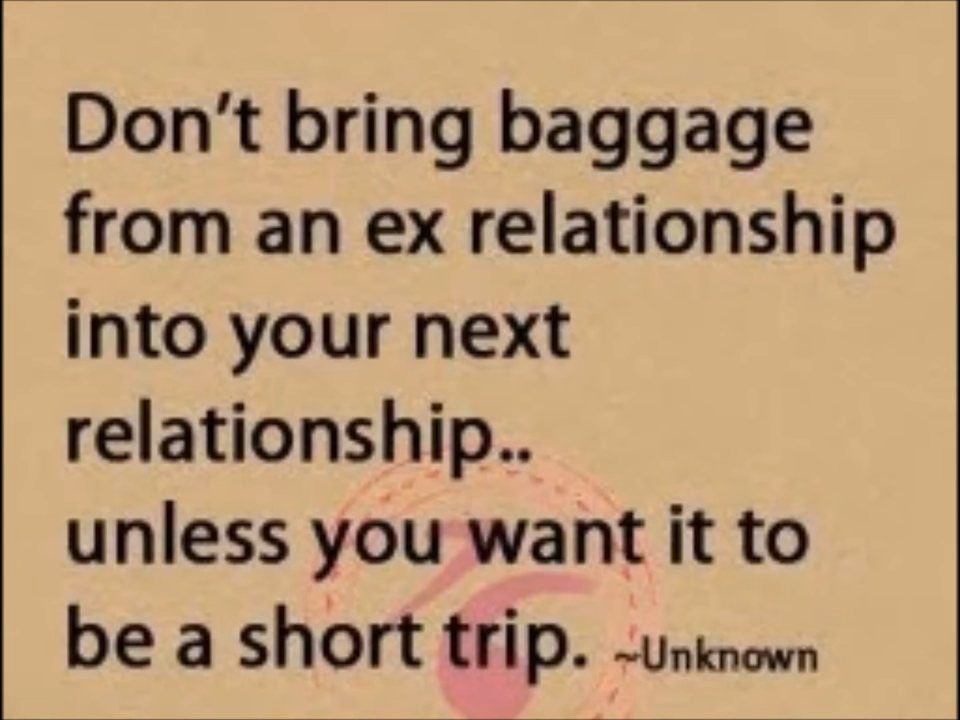 Don’t bring baggage
from an ex relationship
into your next
relationship..
unless you want it to
be a short trip. ~Unknown